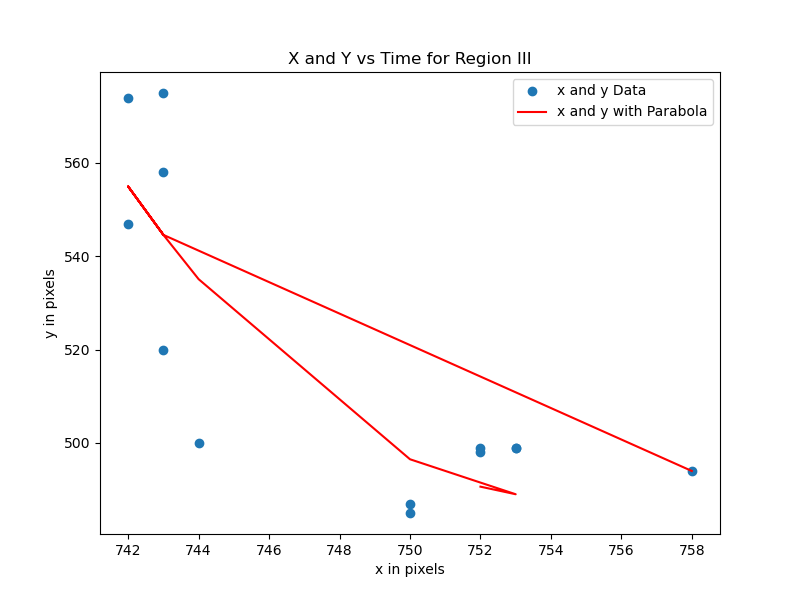 X and Y vs Time for Region III
x and y Data
x and y with Parabola
560
540
520
500
y in pixels
742 744 746 748 750 752 754 756 758
x in pixels